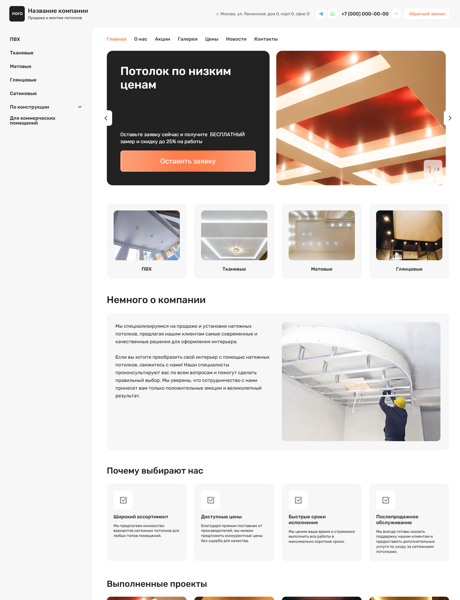 лого
Название компании
Продажа и монтаж потолков
г. Москва, ул. Ленинская, дом 0, корп 0, офис 0
+7 (000) 000-00-00
Обратный звонок
ПВХ
Тканевые
Матовые
Глянцевые
Сатиновые
По конструкции
Для коммерческих
помещений
Главная О нас Акции Галерея Цены Новости Контакты
Потолок по низким
ценам
Оставьте заявку сейчас и получите БЕСПЛАТНЫЙ
замер и скидку до 25% на работы
Оставить заявку
ПВХ
Тканевые
Матовые
Глянцевые
Немного о компании
Мы специализируемся на продаже и установке натяжных
потолков, предлагая нашим клиентам самые современные и
качественные решения для оформления интерьера.
Если вы хотите преобразить свой интерьер с помощью натяжных
потолков, свяжитесь с нами! Наши специалисты
проконсультируют вас по всем вопросам и помогут сделать
правильный выбор. Мы уверены, что сотрудничество с нами
принесет вам только положительные эмоции и великолепный
результат.
Почему выбирают нас
Широкий ассортимент
Мы предлагаем множество
вариантов натяжных потолков для
любых типов помещений.
Доступные цены
Благодаря прямым поставкам от
производителей, мы можем
предложить конкурентные цены
без ущерба для качества.
Быстрые сроки
исполнения
Мы ценим ваше время и стремимся
выполнить все работы в
максимально короткие сроки.
Послепродажное
обслуживание
Мы всегда готовы оказать
поддержку нашим клиентам и
предоставить дополнительные
услуги по уходу за натяжными
потолками.
Выполненные проекты